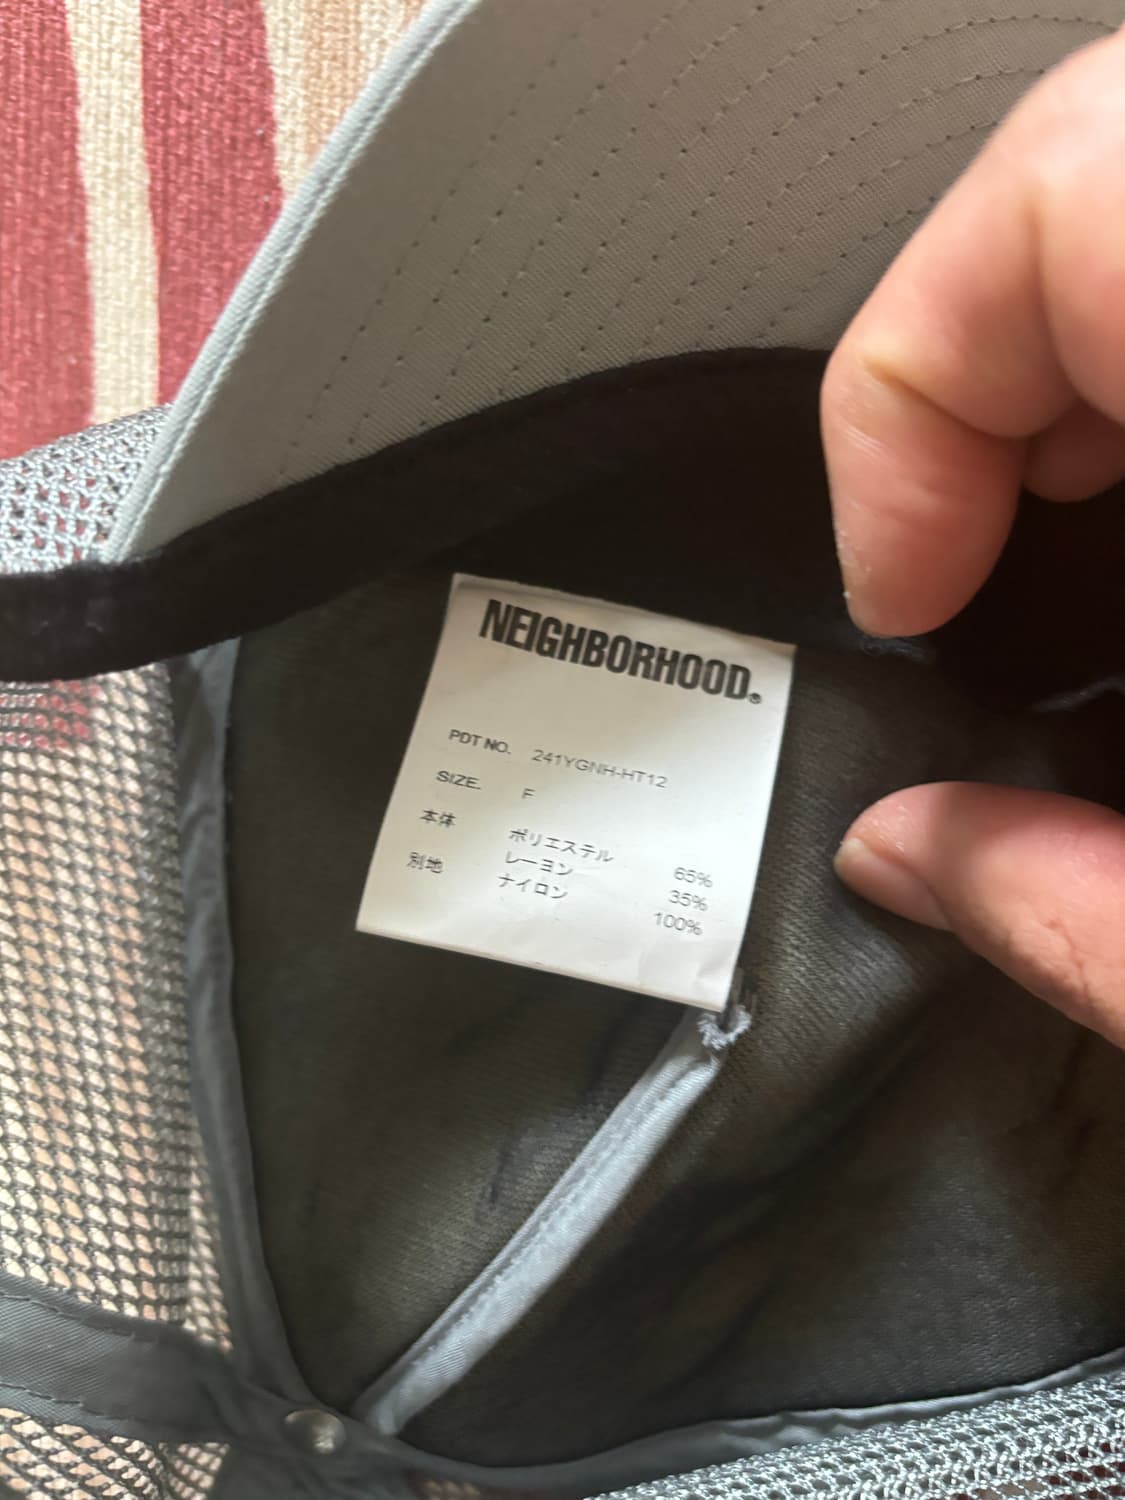 NEIGHBORHOOD®
PDT NO. 241YGNH-HT12
SIZE. F
本体 ポリエステル 65%
レーヨン 35%
別地 ナイロン 100%